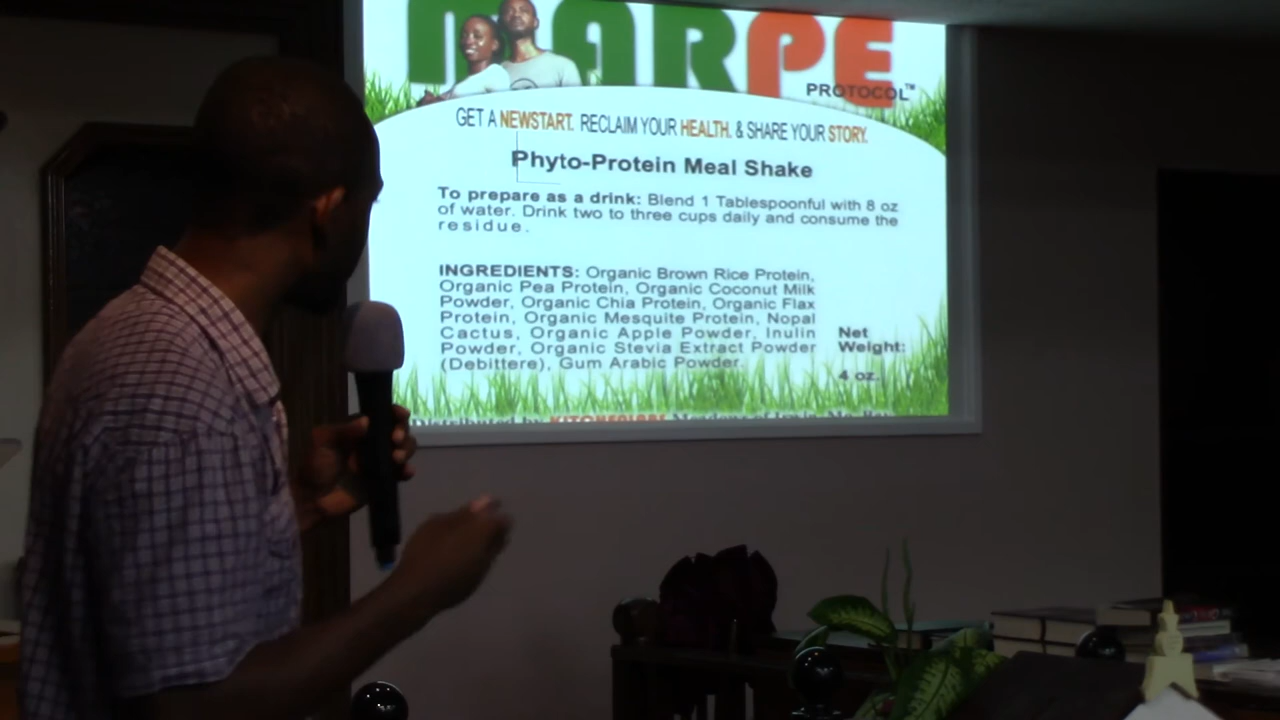 MARPE
PROTOCOL™
GET A NEWSTART. RECLAIM YOUR HEALTH. & SHARE YOUR STORY.
Phyto-Protein Meal Shake
To prepare as a drink: Blend 1 Tablespoonful with 8 oz
of water. Drink two to three cups daily and consume the
residue.
INGREDIENTS: Organic Brown Rice Protein,
Organic Pea Protein, Organic Coconut Milk
Powder, Organic Chia Protein, Organic Flax
Protein, Organic Mesquite Protein, Nopal
Cactus, Organic Apple Powder, Inulin
Powder, Organic Stevia Extract Powder
(Debittere), Gum Arabic Powder.
Net
Weight:
4 oz.
Distributed by